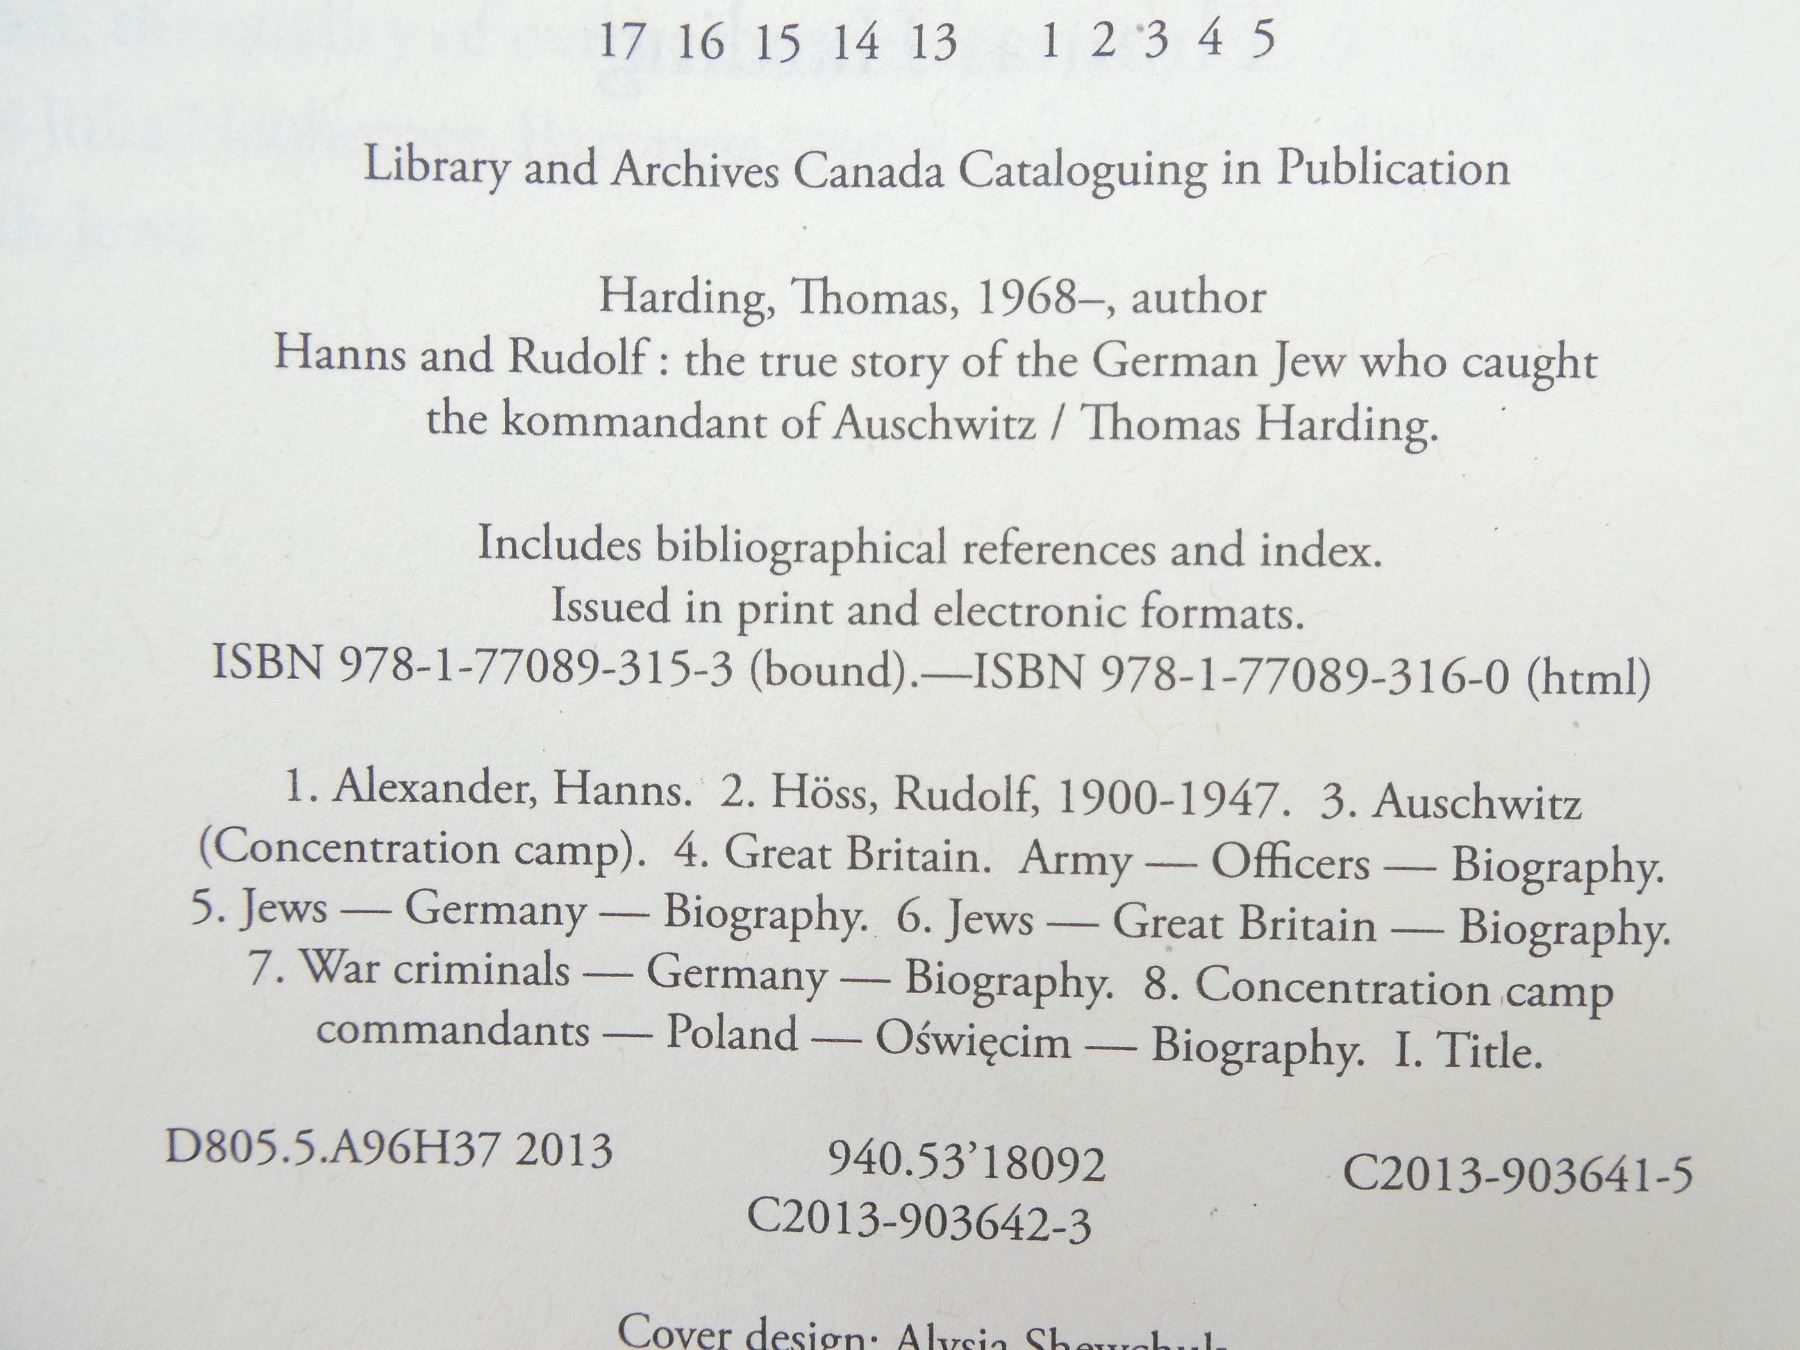 17 16 15 14 13 1 2 3 4 5
Library and Archives Canada Cataloguing in Publication
Harding, Thomas, 1968–, author
Hanns and Rudolf : the true story of the German Jew who caught
the kommandant of Auschwitz / Thomas Harding.
Includes bibliographical references and index.
Issued in print and electronic formats.
ISBN 978-1-77089-315-3 (bound).—ISBN 978-1-77089-316-0 (html)
1. Alexander, Hanns. 2. Höss, Rudolf, 1900-1947. 3. Auschwitz
(Concentration camp). 4. Great Britain. Army — Officers — Biography.
5. Jews — Germany — Biography. 6. Jews — Great Britain — Biography.
7. War criminals — Germany — Biography. 8. Concentration camp
commandants — Poland — Oświęcim — Biography. I. Title.
D805.5.A96H37 2013 940.53’18092 C2013-903641-5
C2013-903642-3
Cover design: Alysia Shewchuk